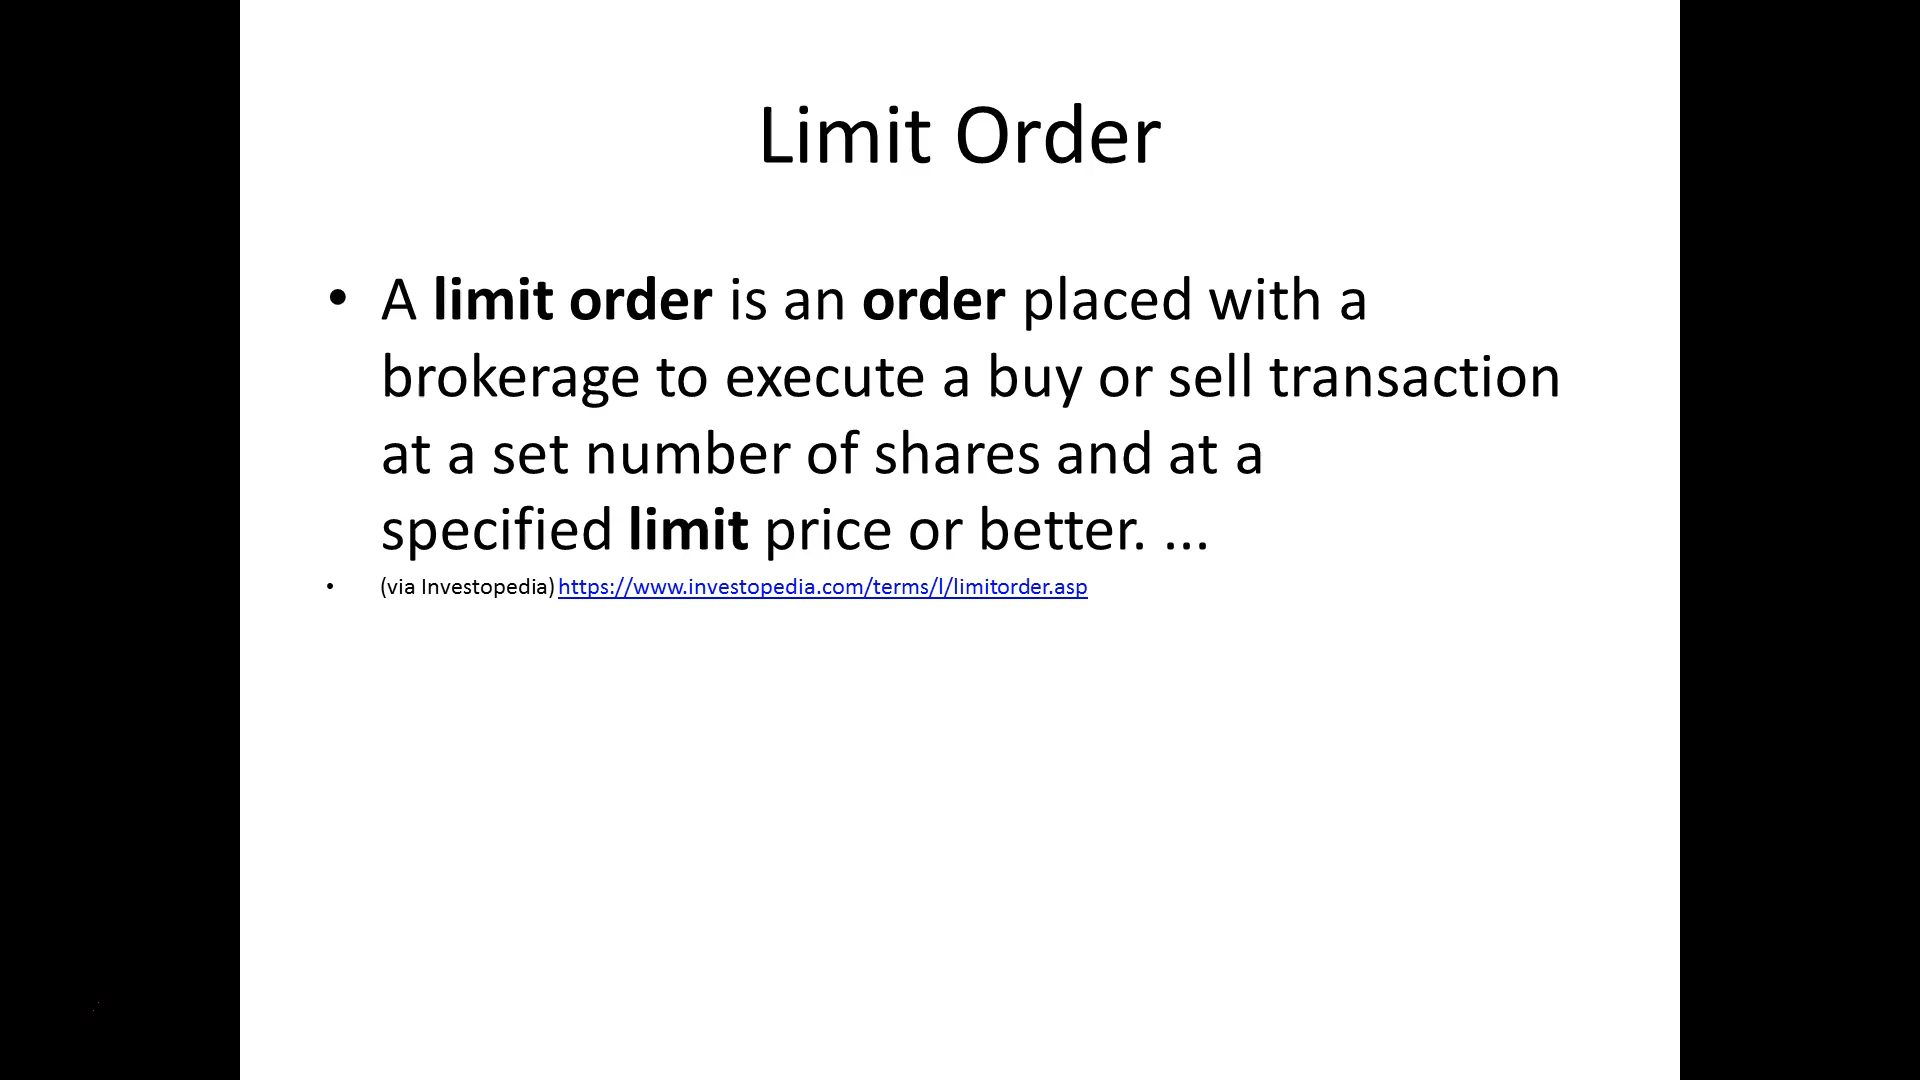 Limit Order
• A limit order is an order placed with a
brokerage to execute a buy or sell transaction
at a set number of shares and at a
specified limit price or better. ...
• (via Investopedia) https://www.investopedia.com/terms/l/limitorder.asp